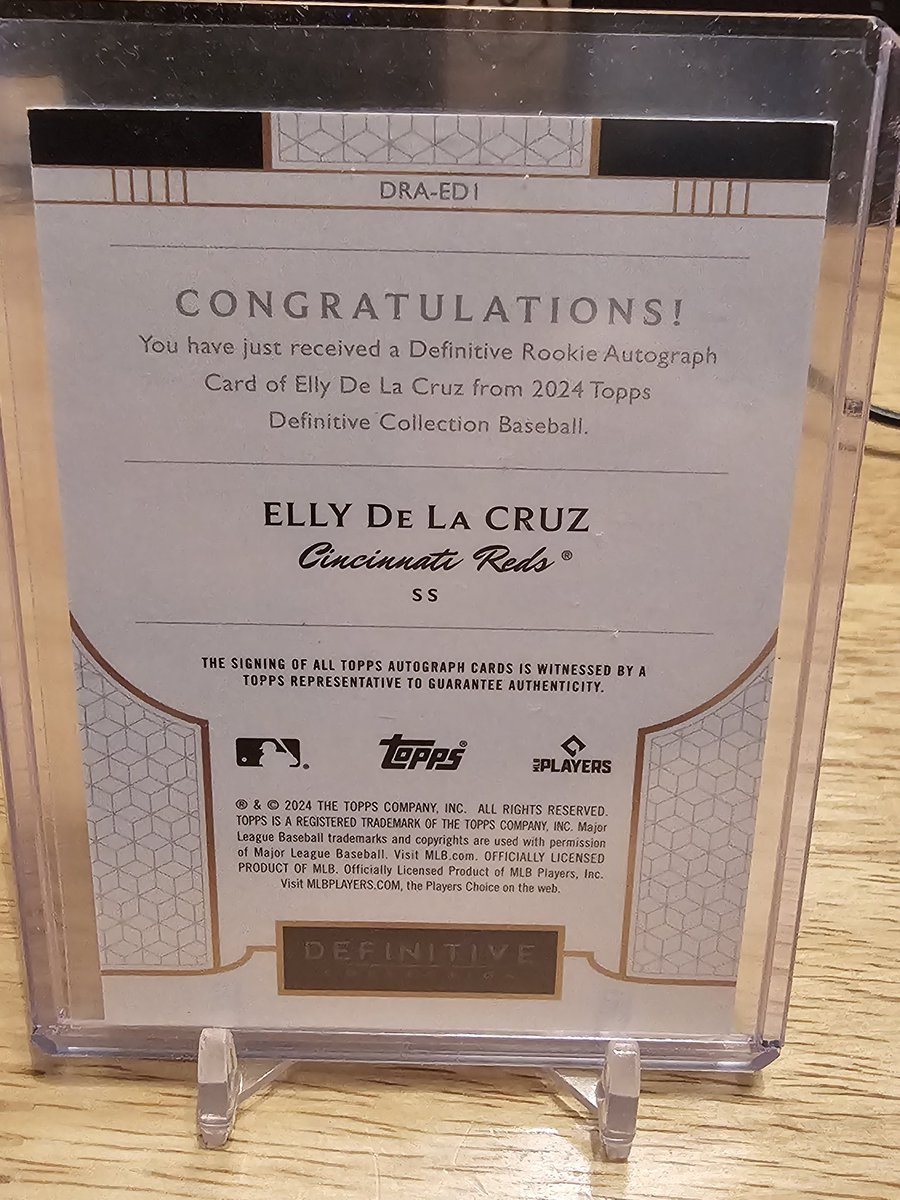 DRA-ED1
CONGRATULATIONS!
You have just received a Definitive Rookie Autograph
Card of Elly De La Cruz from 2024 Topps
Definitive Collection Baseball.
ELLY DE LA CRUZ
Cincinnati Reds ®
SS
THE SIGNING OF ALL TOPPS AUTOGRAPH CARDS IS WITNESSED BY A
TOPPS REPRESENTATIVE TO GUARANTEE AUTHENTICITY.
® topps® MLB PLAYERS
® & © 2024 THE TOPPS COMPANY, INC. ALL RIGHTS RESERVED.
TOPPS IS A REGISTERED TRADEMARK OF THE TOPPS COMPANY, INC. Major
League Baseball trademarks and copyrights are used with permission
of Major League Baseball. Visit MLB.com. OFFICIALLY LICENSED
PRODUCT OF MLB. Officially Licensed Product of MLB Players, Inc.
Visit MLBPLAYERS.COM, the Players Choice on the web.
DEFINITIVE
COLLECTION